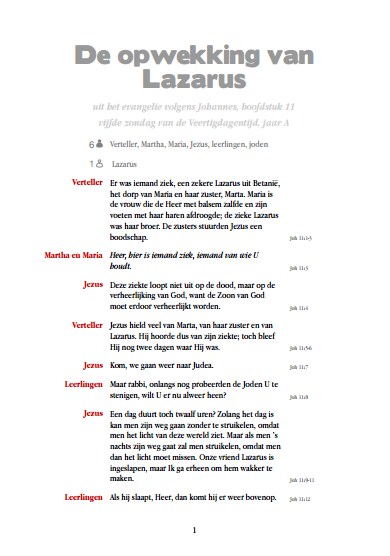 De opwekking van
Lazarus
uit het evangelie volgens Johannes, hoofdstuk 11
vijfde zondag van de Veertigdagentijd, jaar A
6 Verteller, Martha, Maria, Jezus, leerlingen, joden
1 Lazarus
Verteller Er was iemand ziek, een zekere Lazarus uit Betanië,
het dorp van Maria en haar zuster, Marta. Maria is
de vrouw die de Heer met balsem zalfde en zijn
voeten met haar haren afdroogde; de zieke Lazarus
was haar broer. De zusters stuurden Jezus een
boodschap. Joh 11:1-3
Martha en Maria Heer, hier is iemand ziek, iemand van wie U
houdt. Joh 11:3
Jezus Deze ziekte loopt niet uit op de dood, maar op de
verheerlijking van God, want de Zoon van God
moet erdoor verheerlijkt worden. Joh 11:4
Verteller Jezus hield veel van Marta, van haar zuster en van
Lazarus. Hij hoorde dus van zijn ziekte; toch bleef
Hij nog twee dagen waar Hij was. Joh 11:5-6
Jezus Kom, we gaan weer naar Judea. Joh 11:7
Leerlingen Maar rabbi, onlangs nog probeerden de Joden U te
stenigen, wilt U er nu alweer heen? Joh 11:8
Jezus Een dag duurt toch twaalf uren? Zolang het dag is
kan men zijn weg gaan zonder te struikelen, omdat
men het licht van deze wereld ziet. Maar als men 's
nachts zijn weg gaat zal men struikelen, omdat men
dan het licht moet missen. Onze vriend Lazarus is
ingeslapen, maar Ik ga erheen om hem wakker te
maken. Joh 11:9-11
Leerlingen Als hij slaapt, Heer, dan komt hij er weer bovenop. Joh 11:12
1